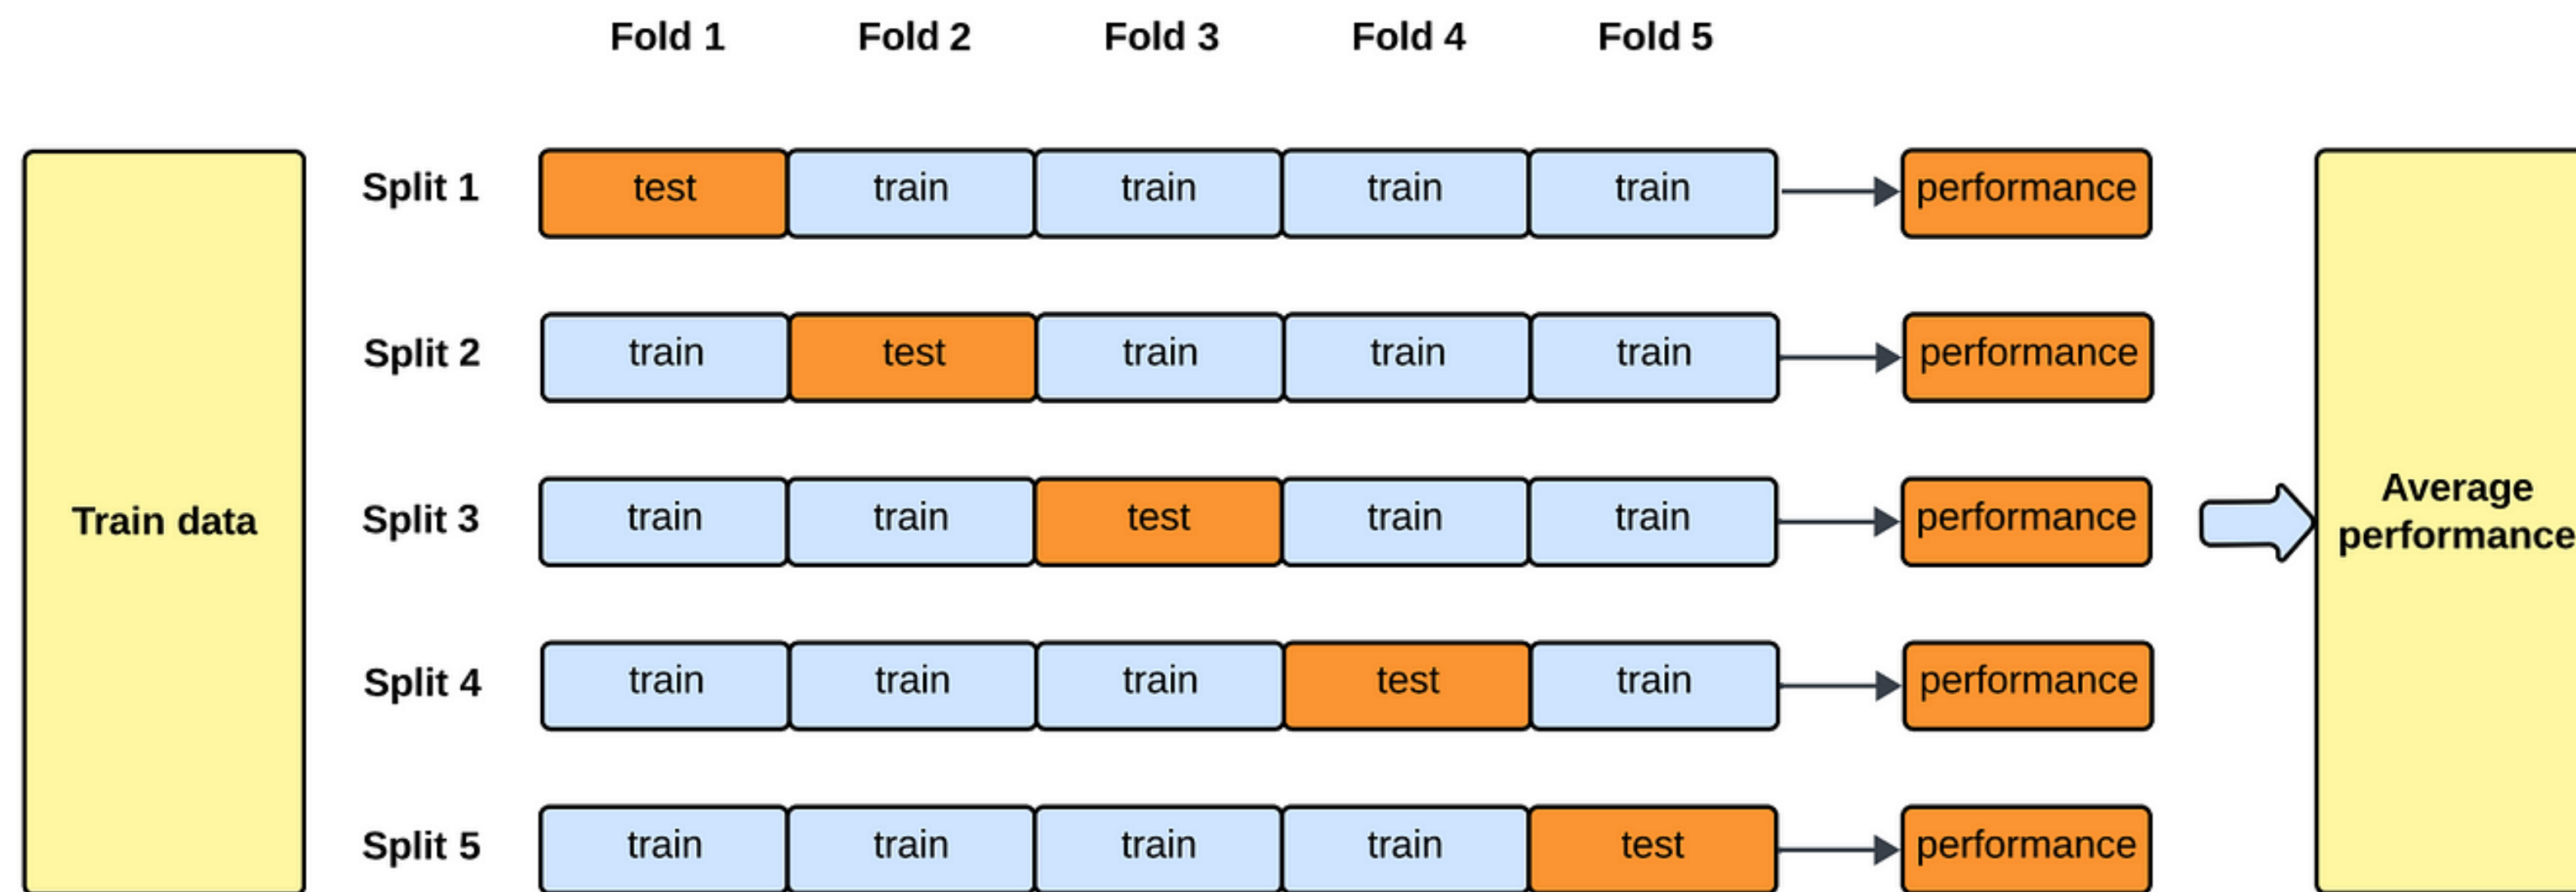 Fold 1 Fold 2 Fold 3 Fold 4 Fold 5
Split 1 test train train train train performance
Split 2 train test train train train performance
Train data Split 3 train train test train train performance Average
performance
Split 4 train train train test train performance
Split 5 train train train train test performance